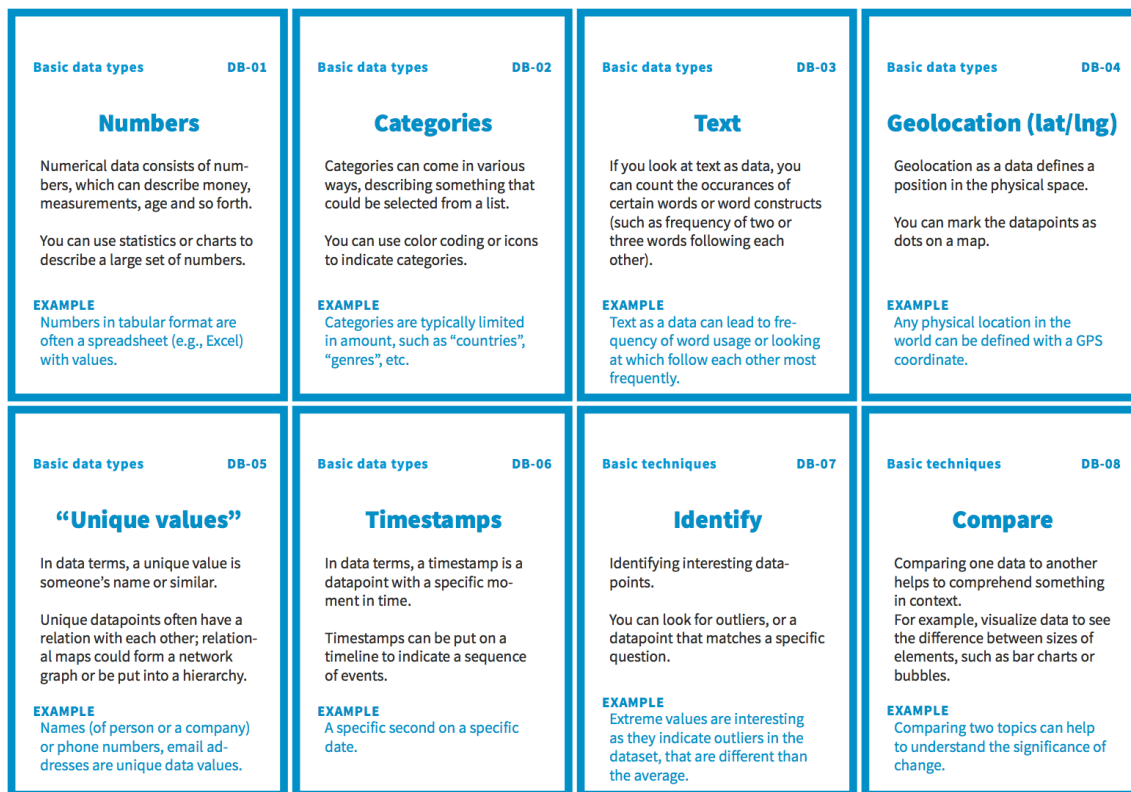 Basic data types DB-01
Numbers
Numerical data consists of num-
bers, which can describe money,
measurements, age and so forth.
You can use statistics or charts to
describe a large set of numbers.
EXAMPLE
Numbers in tabular format are
often a spreadsheet (e.g., Excel)
with values.
Basic data types DB-02
Categories
Categories can come in various
ways, describing something that
could be selected from a list.
You can use color coding or icons
to indicate categories.
EXAMPLE
Categories are typically limited
in amount, such as “countries”,
“genres”, etc.
Basic data types DB-03
Text
If you look at text as data, you
can count the occurances of
certain words or word constructs
(such as frequency of two or
three words following each
other).
EXAMPLE
Text as a data can lead to fre-
quency of word usage or looking
at which follow each other most
frequently.
Basic data types DB-04
Geolocation (lat/lng)
Geolocation as a data defines a
position in the physical space.
You can mark the datapoints as
dots on a map.
EXAMPLE
Any physical location in the
world can be defined with a GPS
coordinate.
Basic data types DB-05
“Unique values”
In data terms, a unique value is
someone’s name or similar.
Unique datapoints often have a
relation with each other; relation-
al maps could form a network
graph or be put into a hierarchy.
EXAMPLE
Names (of person or a company)
or phone numbers, email ad-
dresses are unique data values.
Basic data types DB-06
Timestamps
In data terms, a timestamp is a
datapoint with a specific mo-
ment in time.
Timestamps can be put on a
timeline to indicate a sequence
of events.
EXAMPLE
A specific second on a specific
date.
Basic techniques DB-07
Identify
Identifying interesting data-
points.
You can look for outliers, or a
datapoint that matches a specific
question.
EXAMPLE
Extreme values are interesting
as they indicate outliers in the
dataset, that are different than
the average.
Basic techniques DB-08
Compare
Comparing one data to another
helps to comprehend something
in context.
For example, visualize data to see
the difference between sizes of
elements, such as bar charts or
bubbles.
EXAMPLE
Comparing two topics can help
to understand the significance of
change.